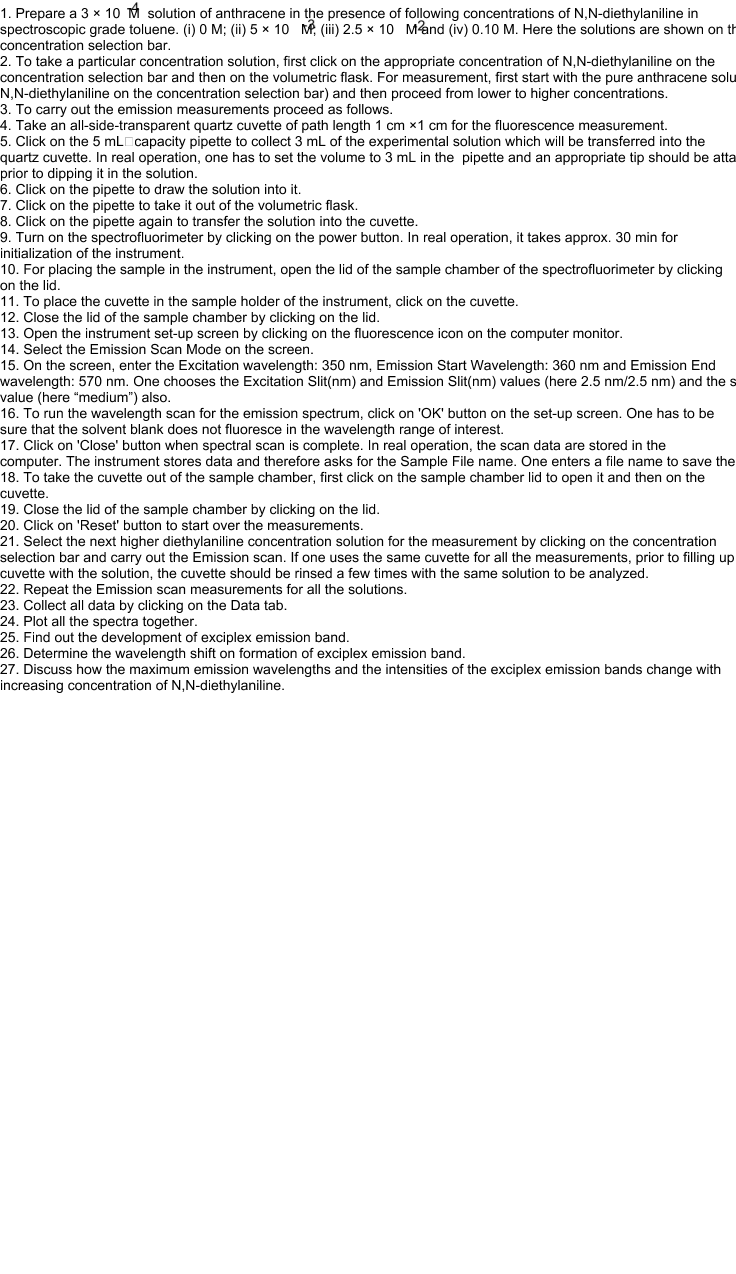 1. Prepare a 3 × 10⁻⁴ M solution of anthracene in the presence of following concentrations of N,N-diethylaniline in
spectroscopic grade toluene. (i) 0 M; (ii) 5 × 10⁻³ M; (iii) 2.5 × 10⁻² M and (iv) 0.10 M. Here the solutions are shown on th
concentration selection bar.
2. To take a particular concentration solution, first click on the appropriate concentration of N,N-diethylaniline on the
concentration selection bar and then on the volumetric flask. For measurement, first start with the pure anthracene solu
N,N-diethylaniline on the concentration selection bar) and then proceed from lower to higher concentrations.
3. To carry out the emission measurements proceed as follows.
4. Take an all-side-transparent quartz cuvette of path length 1 cm ×1 cm for the fluorescence measurement.
5. Click on the 5 mL□capacity pipette to collect 3 mL of the experimental solution which will be transferred into the
quartz cuvette. In real operation, one has to set the volume to 3 mL in the pipette and an appropriate tip should be atta
prior to dipping it in the solution.
6. Click on the pipette to draw the solution into it.
7. Click on the pipette to take it out of the volumetric flask.
8. Click on the pipette again to transfer the solution into the cuvette.
9. Turn on the spectrofluorimeter by clicking on the power button. In real operation, it takes approx. 30 min for
initialization of the instrument.
10. For placing the sample in the instrument, open the lid of the sample chamber of the spectrofluorimeter by clicking
on the lid.
11. To place the cuvette in the sample holder of the instrument, click on the cuvette.
12. Close the lid of the sample chamber by clicking on the lid.
13. Open the instrument set-up screen by clicking on the fluorescence icon on the computer monitor.
14. Select the Emission Scan Mode on the screen.
15. On the screen, enter the Excitation wavelength: 350 nm, Emission Start Wavelength: 360 nm and Emission End
wavelength: 570 nm. One chooses the Excitation Slit(nm) and Emission Slit(nm) values (here 2.5 nm/2.5 nm) and the s
value (here “medium”) also.
16. To run the wavelength scan for the emission spectrum, click on 'OK' button on the set-up screen. One has to be
sure that the solvent blank does not fluoresce in the wavelength range of interest.
17. Click on 'Close' button when spectral scan is complete. In real operation, the scan data are stored in the
computer. The instrument stores data and therefore asks for the Sample File name. One enters a file name to save the
18. To take the cuvette out of the sample chamber, first click on the sample chamber lid to open it and then on the
cuvette.
19. Close the lid of the sample chamber by clicking on the lid.
20. Click on 'Reset' button to start over the measurements.
21. Select the next higher diethylaniline concentration solution for the measurement by clicking on the concentration
selection bar and carry out the Emission scan. If one uses the same cuvette for all the measurements, prior to filling up
cuvette with the solution, the cuvette should be rinsed a few times with the same solution to be analyzed.
22. Repeat the Emission scan measurements for all the solutions.
23. Collect all data by clicking on the Data tab.
24. Plot all the spectra together.
25. Find out the development of exciplex emission band.
26. Determine the wavelength shift on formation of exciplex emission band.
27. Discuss how the maximum emission wavelengths and the intensities of the exciplex emission bands change with
increasing concentration of N,N-diethylaniline.